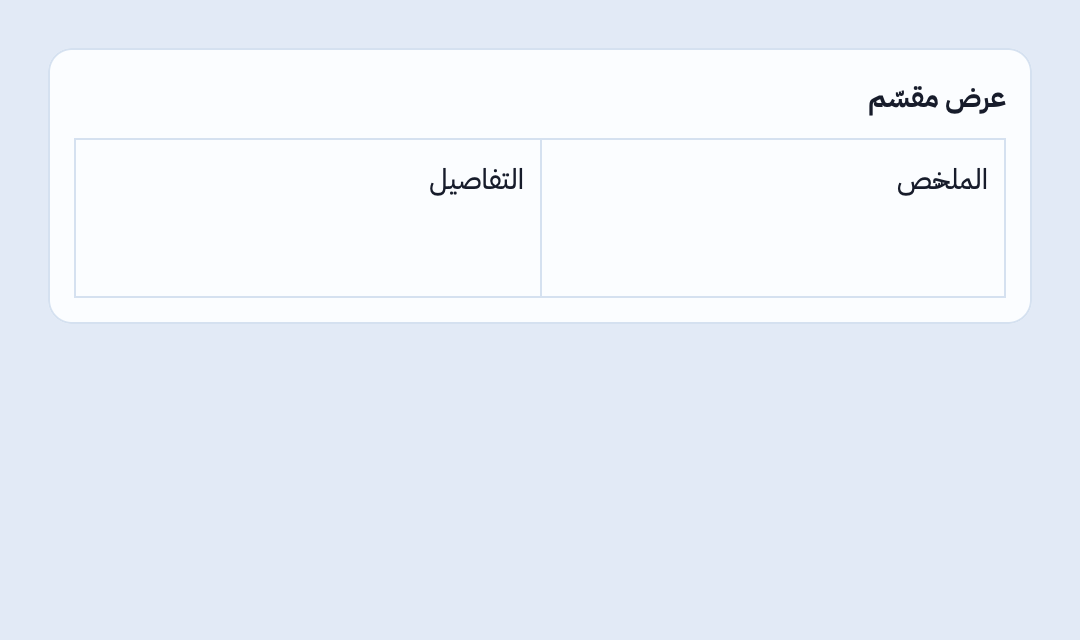 عرض مقسّم
الملخص
التفاصيل